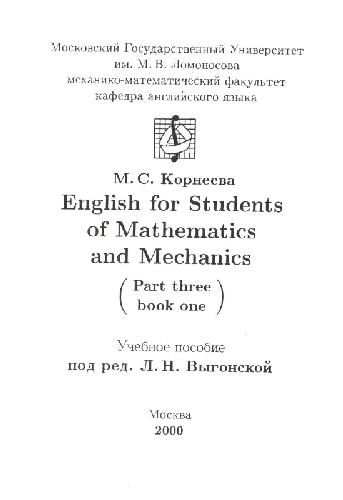 Московский Государственный Университет
им. М. В. Ломоносова
механико-математический факультет
кафедра английского языка
М. С. Корнеева
English for Students
of Mathematics
and Mechanics
( Part three
book one )
Учебное пособие
под ред. Л. Н. Выгонской
Москва
2000